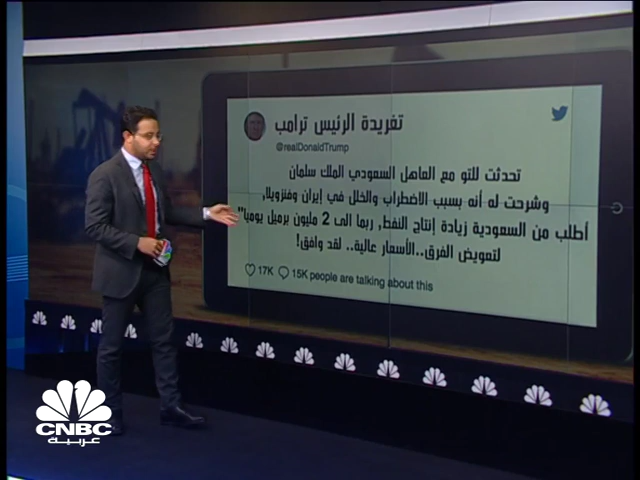 تغريدة الرئيس ترامب
@realDonaldTrump
تحدثت للتو مع العاهل السعودي الملك سلمان
وشرحت له أنه بسبب الاضطراب والخلل في إيران وفنزويلا,
أطلب من السعودية زيادة إنتاج النفط, ربما الى 2 مليون برميل يوميا"
لتعويض الفرق..الأسعار عالية.. لقد وافق!
17K 15K people are talking about this
CNBC
عربية